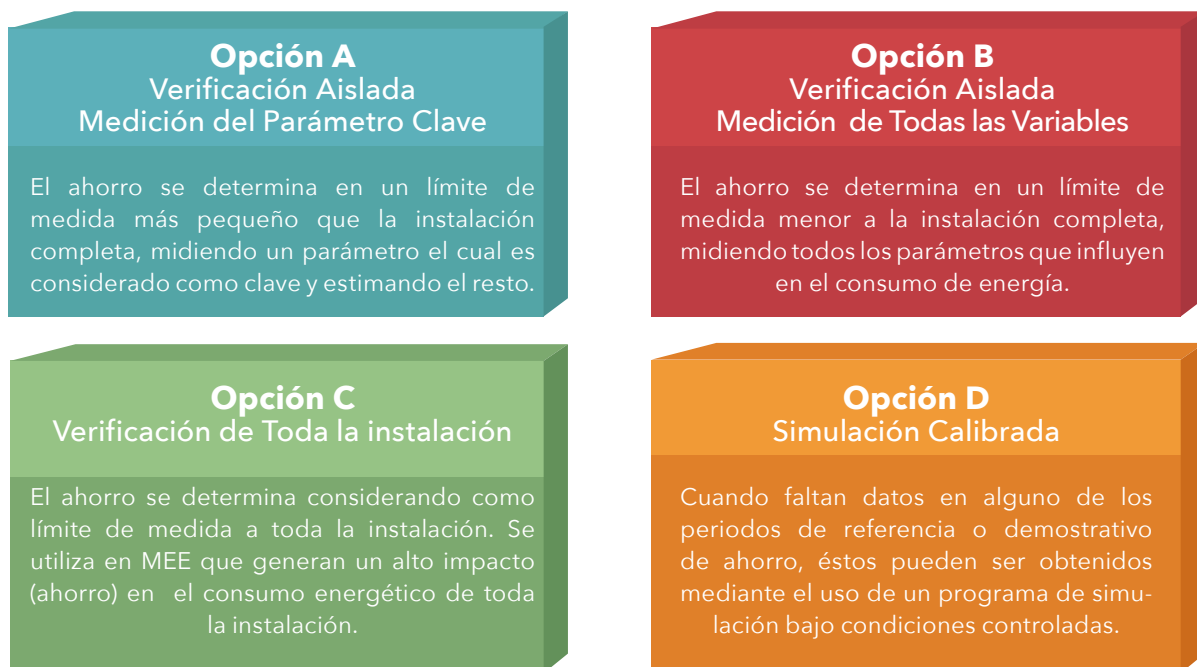 Opción A
Verificación Aislada
Medición del Parámetro Clave
El ahorro se determina en un límite de
medida más pequeño que la instalación
completa, midiendo un parámetro el cual es
considerado como clave y estimando el resto.
Opción B
Verificación Aislada
Medición de Todas las Variables
El ahorro se determina en un límite de
medida menor a la instalación completa,
midiendo todos los parámetros que influyen
en el consumo de energía.
Opción C
Verificación de Toda la instalación
El ahorro se determina considerando como
límite de medida a toda la instalación. Se
utiliza en MEE que generan un alto impacto
(ahorro) en el consumo energético de toda
la instalación.
Opción D
Simulación Calibrada
Cuando faltan datos en alguno de los
periodos de referencia o demostrativo
de ahorro, éstos pueden ser obtenidos
mediante el uso de un programa de simu-
lación bajo condiciones controladas.